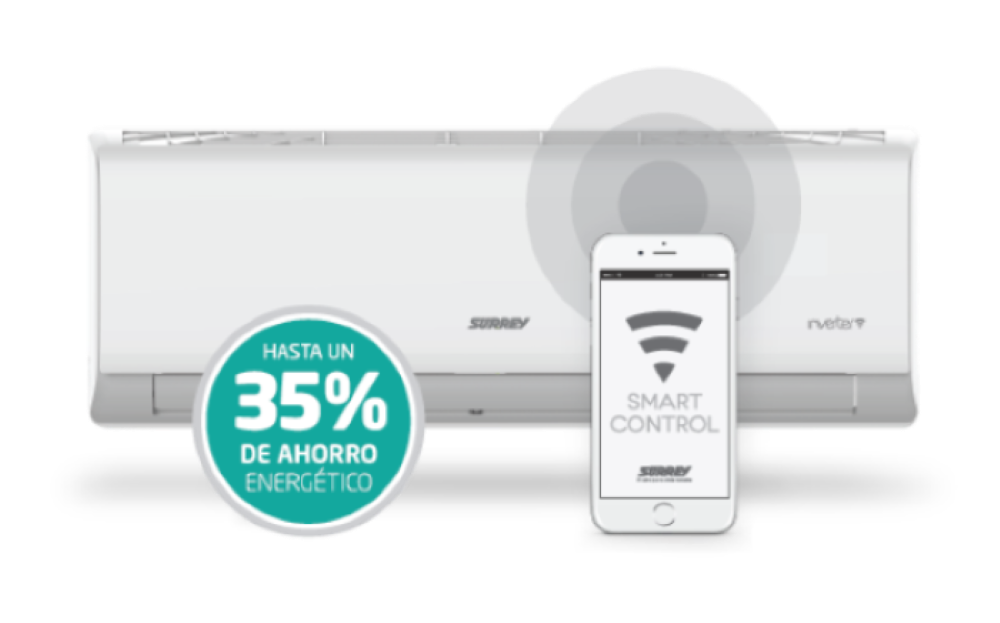 SURREY
inverter
HASTA UN
35%
DE AHORRO
ENERGÉTICO
SMART
CONTROL
SURREY